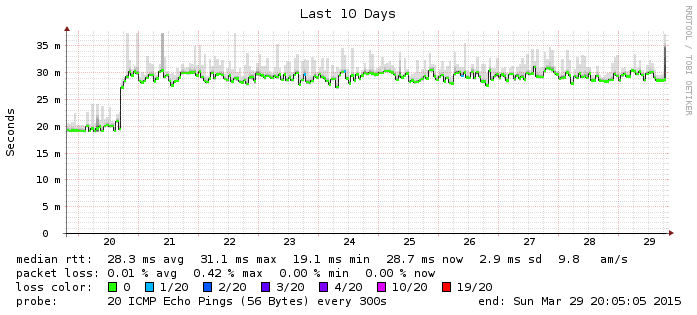 Last 10 Days
RRDTOOL / TOBI OETIKER
Seconds
35 m
30 m
25 m
20 m
15 m
10 m
5 m
0
20 21 22 23 24 25 26 27 28 29
median rtt: 28.3 ms avg 31.1 ms max 19.1 ms min 28.7 ms now 2.9 ms sd 9.8 am/s
packet loss: 0.01 % avg 0.42 % max 0.00 % min 0.00 % now
loss color: 0 1/20 2/20 3/20 4/20 10/20 19/20
probe: 20 ICMP Echo Pings (56 Bytes) every 300s end: Sun Mar 29 20:05:05 2015